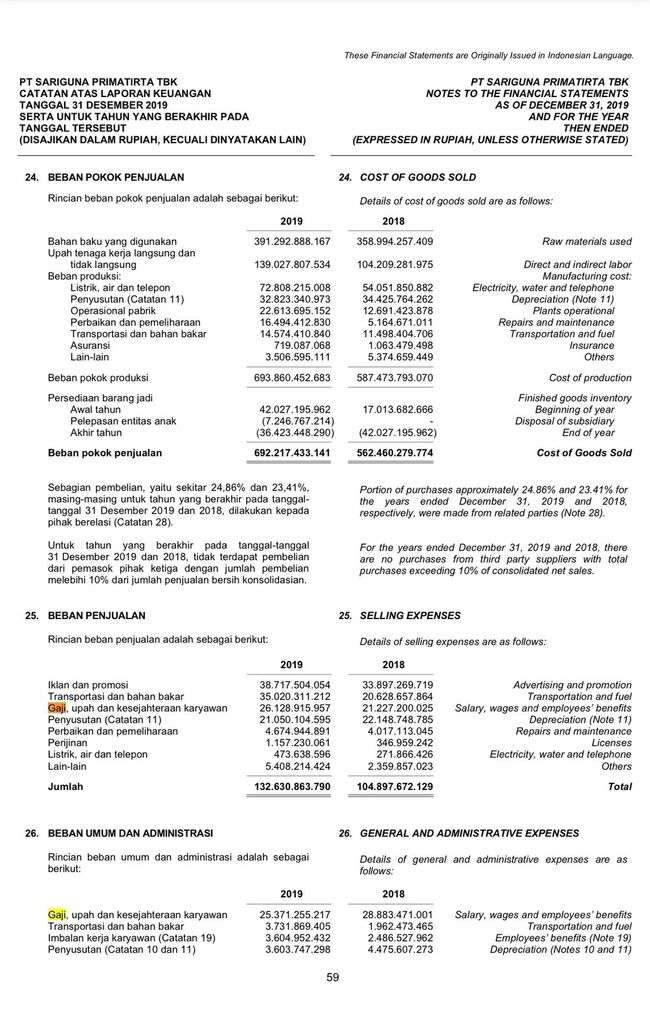 These Financial Statements are Originally Issued in Indonesian Language.
PT SARIGUNA PRIMATIRTA TBK
CATATAN ATAS LAPORAN KEUANGAN
TANGGAL 31 DESEMBER 2019
SERTA UNTUK TAHUN YANG BERAKHIR PADA
TANGGAL TERSEBUT
(DISAJIKAN DALAM RUPIAH, KECUALI DINYATAKAN LAIN)
PT SARIGUNA PRIMATIRTA TBK
NOTES TO THE FINANCIAL STATEMENTS
AS OF DECEMBER 31, 2019
AND FOR THE YEAR
THEN ENDED
(EXPRESSED IN RUPIAH, UNLESS OTHERWISE STATED)
24. BEBAN POKOK PENJUALAN
24. COST OF GOODS SOLD
Rincian beban pokok penjualan adalah sebagai berikut:
Details of cost of goods sold are as follows:
2019 2018
Bahan baku yang digunakan 391.292.888.167 358.994.257.409 Raw materials used
Upah tenaga kerja langsung dan
tidak langsung 139.027.807.534 104.209.281.975 Direct and indirect labor
Beban produksi: Manufacturing cost:
Listrik, air dan telepon 72.808.215.008 54.051.850.882 Electricity, water and telephone
Penyusutan (Catatan 11) 32.823.340.973 34.425.764.262 Depreciation (Note 11)
Operasional pabrik 22.613.695.152 12.691.423.878 Plants operational
Perbaikan dan pemeliharaan 16.494.412.830 5.164.671.011 Repairs and maintenance
Transportasi dan bahan bakar 14.574.410.840 11.498.404.706 Transportation and fuel
Asuransi 719.087.068 1.063.479.498 Insurance
Lain-lain 3.506.595.111 5.374.659.449 Others
Beban pokok produksi 693.860.452.683 587.473.793.070 Cost of production
Persediaan barang jadi Finished goods inventory
Awal tahun 42.027.195.962 17.013.682.666 Beginning of year
Pelepasan entitas anak (7.246.767.214) - Disposal of subsidiary
Akhir tahun (36.423.448.290) (42.027.195.962) End of year
Beban pokok penjualan 692.217.433.141 562.460.279.774 Cost of Goods Sold
Sebagian pembelian, yaitu sekitar 24,86% dan 23,41%,
masing-masing untuk tahun yang berakhir pada tanggal-
tanggal 31 Desember 2019 dan 2018, dilakukan kepada
pihak berelasi (Catatan 28).
Portion of purchases approximately 24.86% and 23.41% for
the years ended December 31, 2019 and 2018,
respectively, were made from related parties (Note 28).
Untuk tahun yang berakhir pada tanggal-tanggal
31 Desember 2019 dan 2018, tidak terdapat pembelian
dari pemasok pihak ketiga dengan jumlah pembelian
melebihi 10% dari jumlah penjualan bersih konsolidasian.
For the years ended December 31, 2019 and 2018, there
are no purchases from third party suppliers with total
purchases exceeding 10% of consolidated net sales.
25. BEBAN PENJUALAN
25. SELLING EXPENSES
Rincian beban penjualan adalah sebagai berikut:
Details of selling expenses are as follows:
2019 2018
Iklan dan promosi 38.717.504.054 33.897.269.719 Advertising and promotion
Transportasi dan bahan bakar 35.020.311.212 20.628.657.864 Transportation and fuel
Gaji, upah dan kesejahteraan karyawan 26.128.915.957 21.227.200.025 Salary, wages and employees' benefits
Penyusutan (Catatan 11) 21.050.104.595 22.148.748.785 Depreciation (Note 11)
Perbaikan dan pemeliharaan 4.674.944.891 4.017.113.045 Repairs and maintenance
Perijinan 1.157.230.061 346.959.242 Licenses
Listrik, air dan telepon 473.638.596 271.866.426 Electricity, water and telephone
Lain-lain 5.408.214.424 2.359.857.023 Others
Jumlah 132.630.863.790 104.897.672.129 Total
26. BEBAN UMUM DAN ADMINISTRASI
26. GENERAL AND ADMINISTRATIVE EXPENSES
Rincian beban umum dan administrasi adalah sebagai
berikut:
Details of general and administrative expenses are as
follows:
2019 2018
Gaji, upah dan kesejahteraan karyawan 25.371.255.217 28.883.471.001 Salary, wages and employees' benefits
Transportasi dan bahan bakar 3.731.869.405 1.962.473.465 Transportation and fuel
Imbalan kerja karyawan (Catatan 19) 3.604.952.432 2.486.527.962 Employees' benefits (Note 19)
Penyusutan (Catatan 10 dan 11) 3.603.747.298 4.475.607.273 Depreciation (Notes 10 and 11)
59